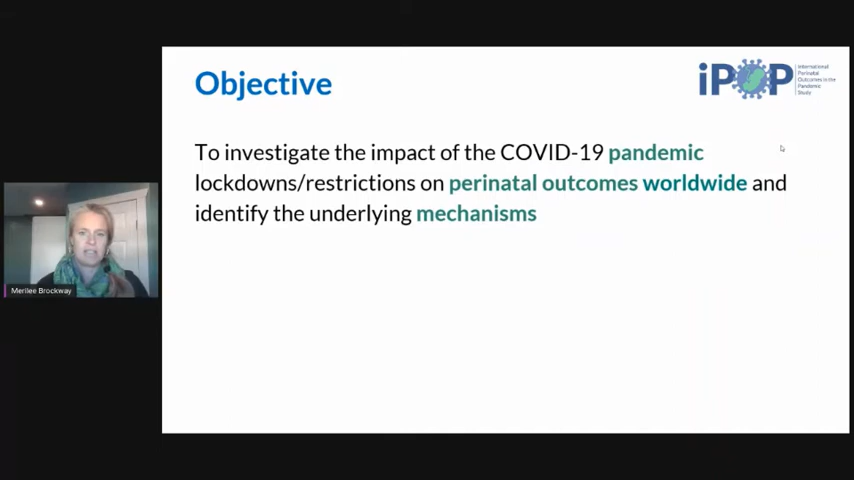 Objective
iPOP
International
Perinatal
Outcomes in the
Pandemic
Study
To investigate the impact of the COVID-19 pandemic
lockdowns/restrictions on perinatal outcomes worldwide and
identify the underlying mechanisms
Merilee Brockway